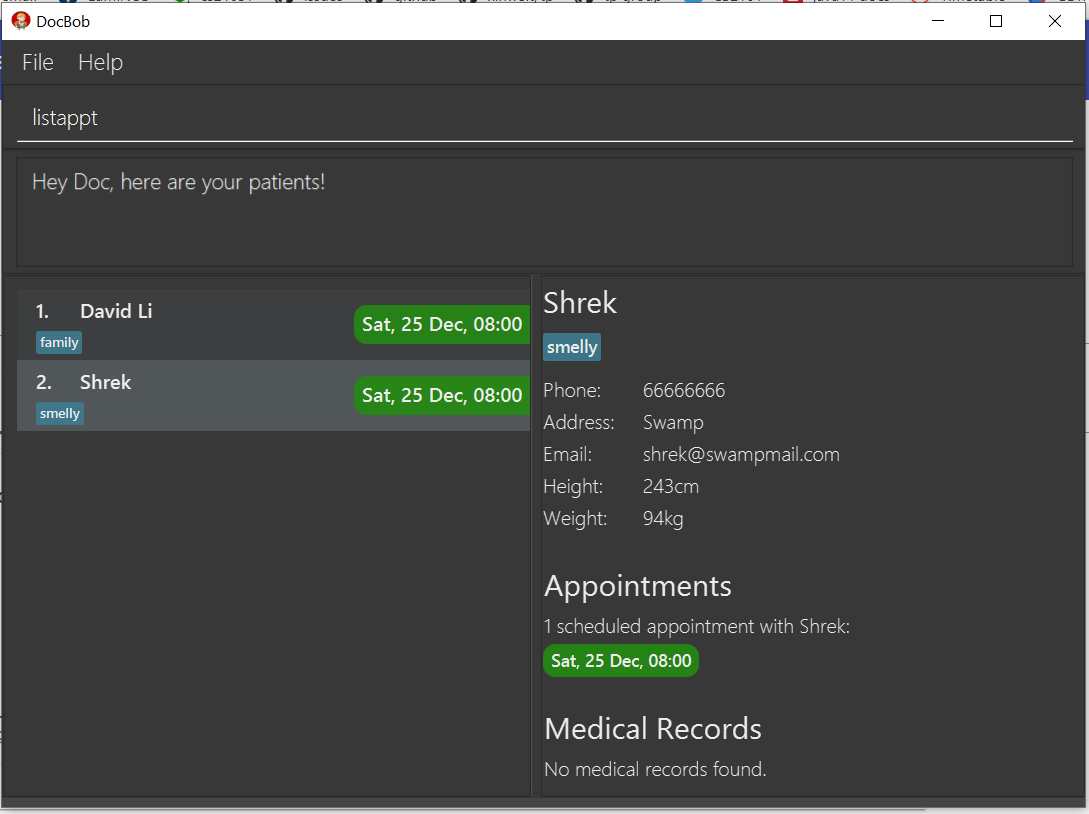 DocBob
File Help
listappt
Hey Doc, here are your patients!
1. David Li
family
Sat, 25 Dec, 08:00
2. Shrek
smelly
Sat, 25 Dec, 08:00
Shrek
smelly
Phone: 66666666
Address: Swamp
Email: shrek@swampmail.com
Height: 243cm
Weight: 94kg
Appointments
1 scheduled appointment with Shrek:
Sat, 25 Dec, 08:00
Medical Records
No medical records found.